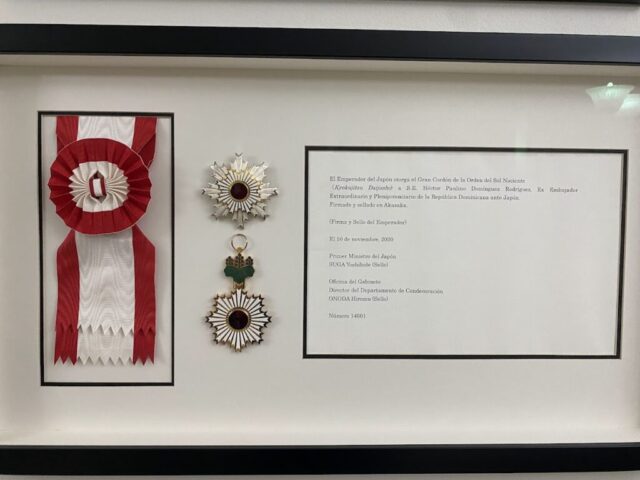 El Emperador del Japón otorga el Gran Cordón de la Orden del Sol Naciente
(Kyokujitsu Daijusho) a S.E. Héctor Paulino Domínguez Rodríguez, Ex Embajador
Extraordinario y Plenipotenciario de la República Dominicana ante Japón.
Firmado y sellado en Akasaka.
(Firma y Sello del Emperador)
El 16 de noviembre, 2020
Primer Ministro del Japón
SUGA Yoshihide (Sello)
Oficina del Gabinete
Director del Departamento de Condecoración
ONODA Hiromu (Sello)
Número 14601